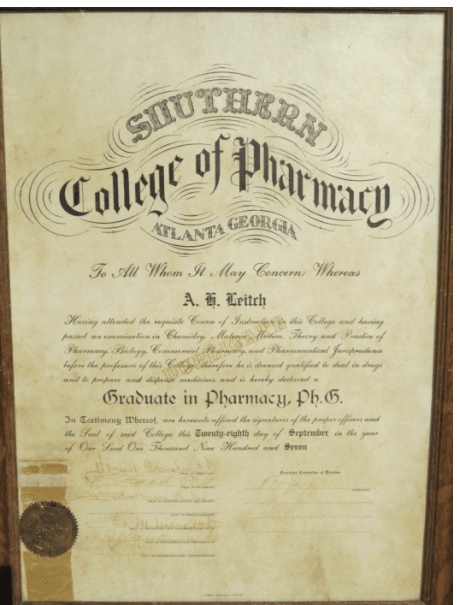 SOUTHERN
College of Pharmacy
ATLANTA GEORGIA
To All Whom It May Concern: Whereas
A. H. Leitch
Having attended the requisite Course of Instruction in this College and having
passed an examination in Chemistry, Materia Medica, Theory and Practice of
Pharmacy, Biology, Commercial Pharmacy, and Pharmaceutical Jurisprudence
before the professors of this College, therefore he is deemed qualified to deal in drugs
and to prepare and dispense medicines, and is hereby declared a
Graduate in Pharmacy, Ph.G.
In Testimony Whereof, are hereunto affixed the signatures of the proper officers and
the Seal of said College this Twenty-eighth day of September in the year
of Our Lord One Thousand Nine Hundred and Seven